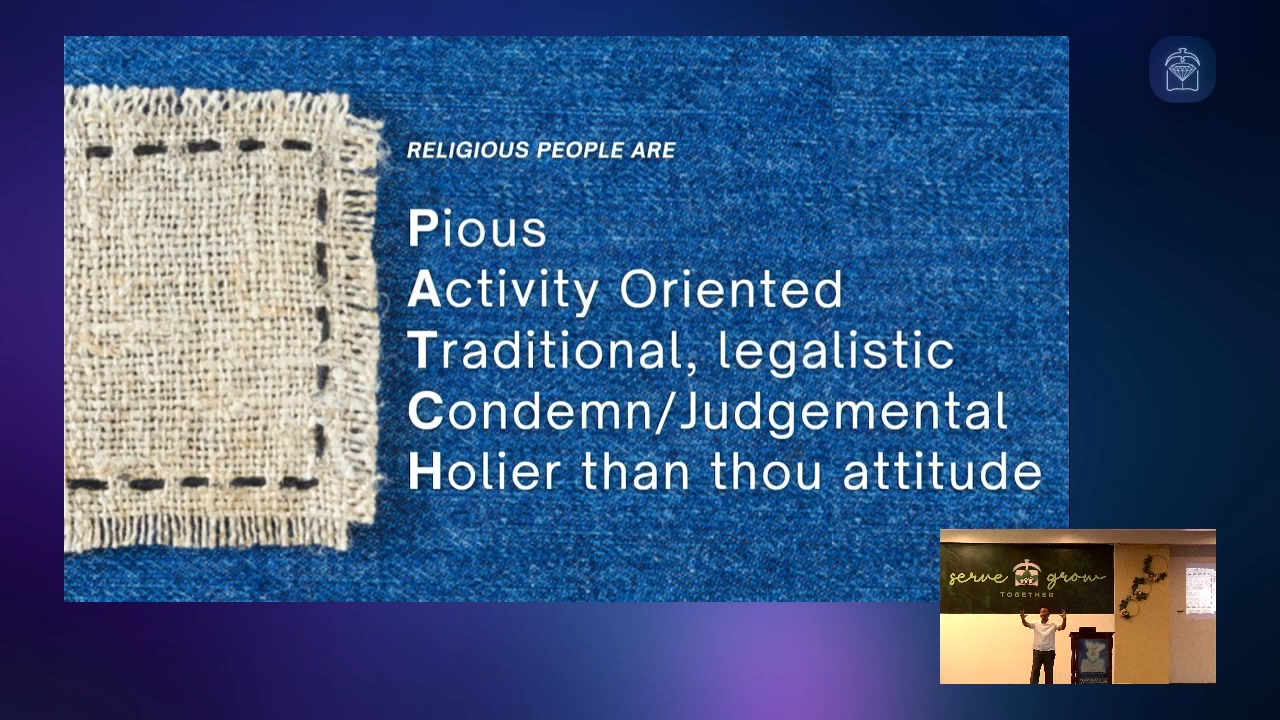 RELIGIOUS PEOPLE ARE
Pious
Activity Oriented
Traditional, legalistic
Condemn/Judgemental
Holier than thou attitude
serve grow
TOGETHER